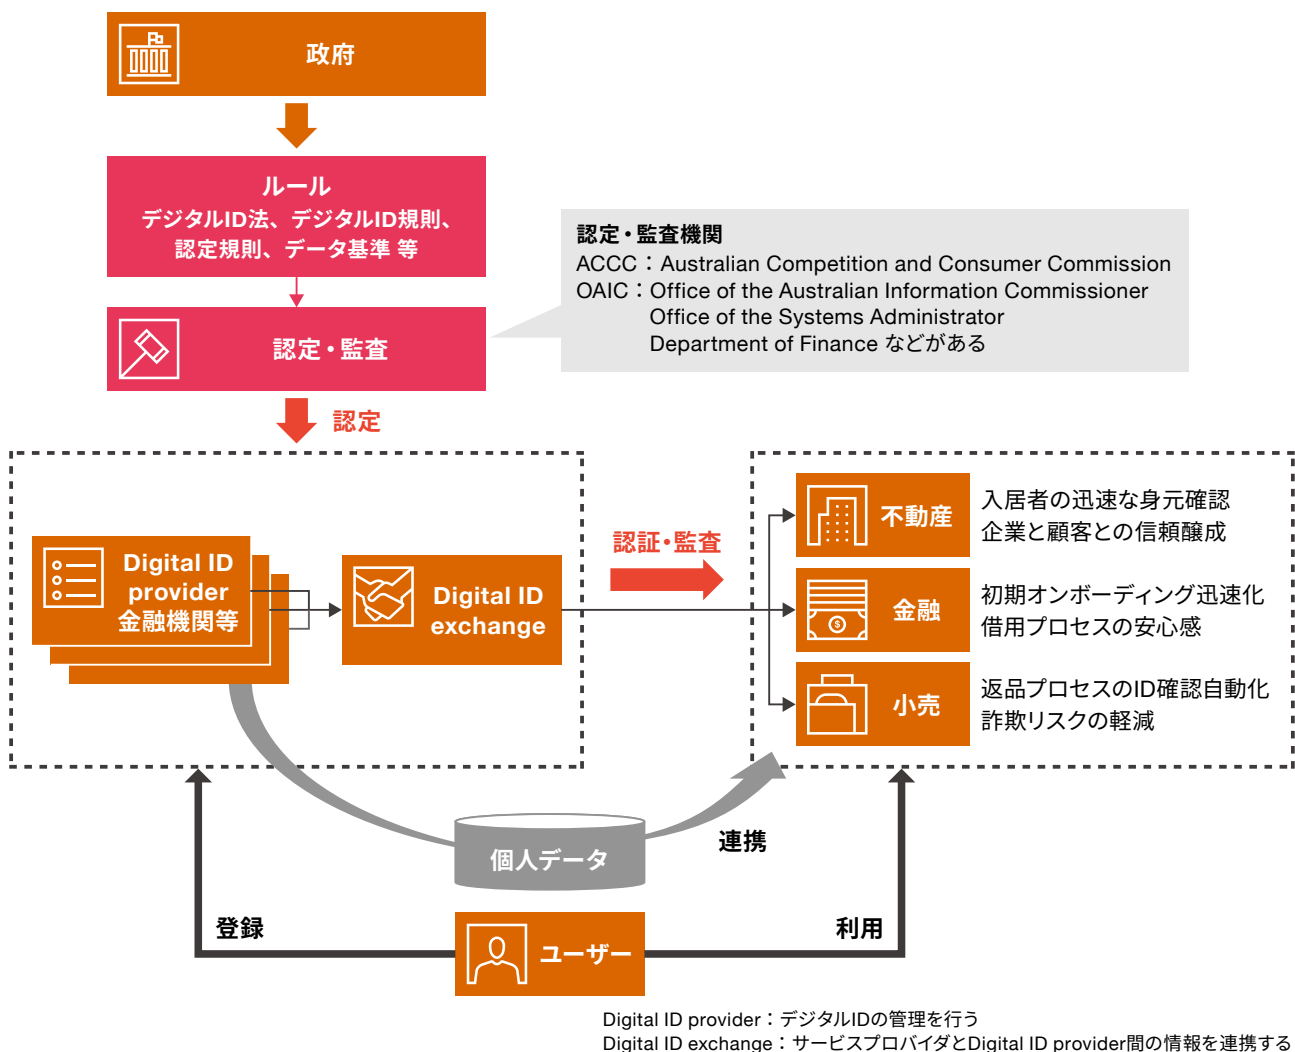 政府
ルール
デジタルID法、デジタルID規則、
認定規則、データ基準 等
認定・監査機関
ACCC：Australian Competition and Consumer Commission
OAIC：Office of the Australian Information Commissioner
Office of the Systems Administrator
Department of Finance などがある
認定・監査
認定
Digital ID
provider
金融機関等
Digital ID
exchange
認証・監査
不動産
入居者の迅速な身元確認
企業と顧客との信頼醸成
金融
初期オンボーディング迅速化
借用プロセスの安心感
小売
返品プロセスのID確認自動化
詐欺リスクの軽減
個人データ
連携
登録
ユーザー
利用
Digital ID provider：デジタルIDの管理を行う
Digital ID exchange：サービスプロバイダとDigital ID provider間の情報を連携する